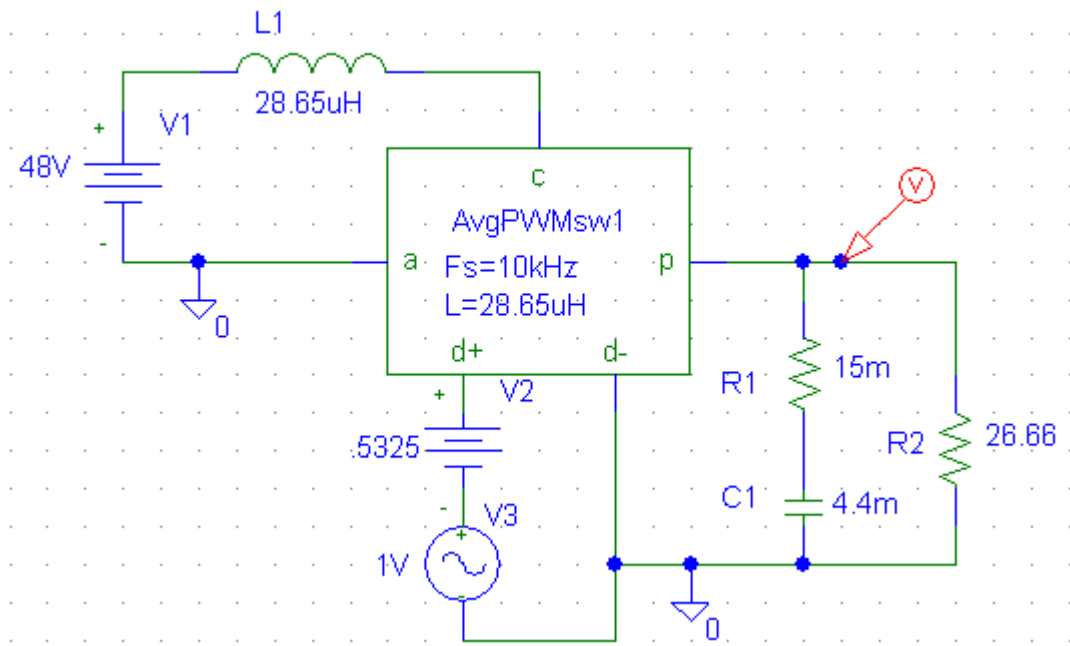 L1
28.65uH
+
V1
48V
-
0
c
AvgPWMsw1
a
Fs=10kHz
p
L=28.65uH
d+
d-
V
+
V2
.5325
-
V3
+
1V
-
R1
15m
R2
26.66
C1
4.4m
0